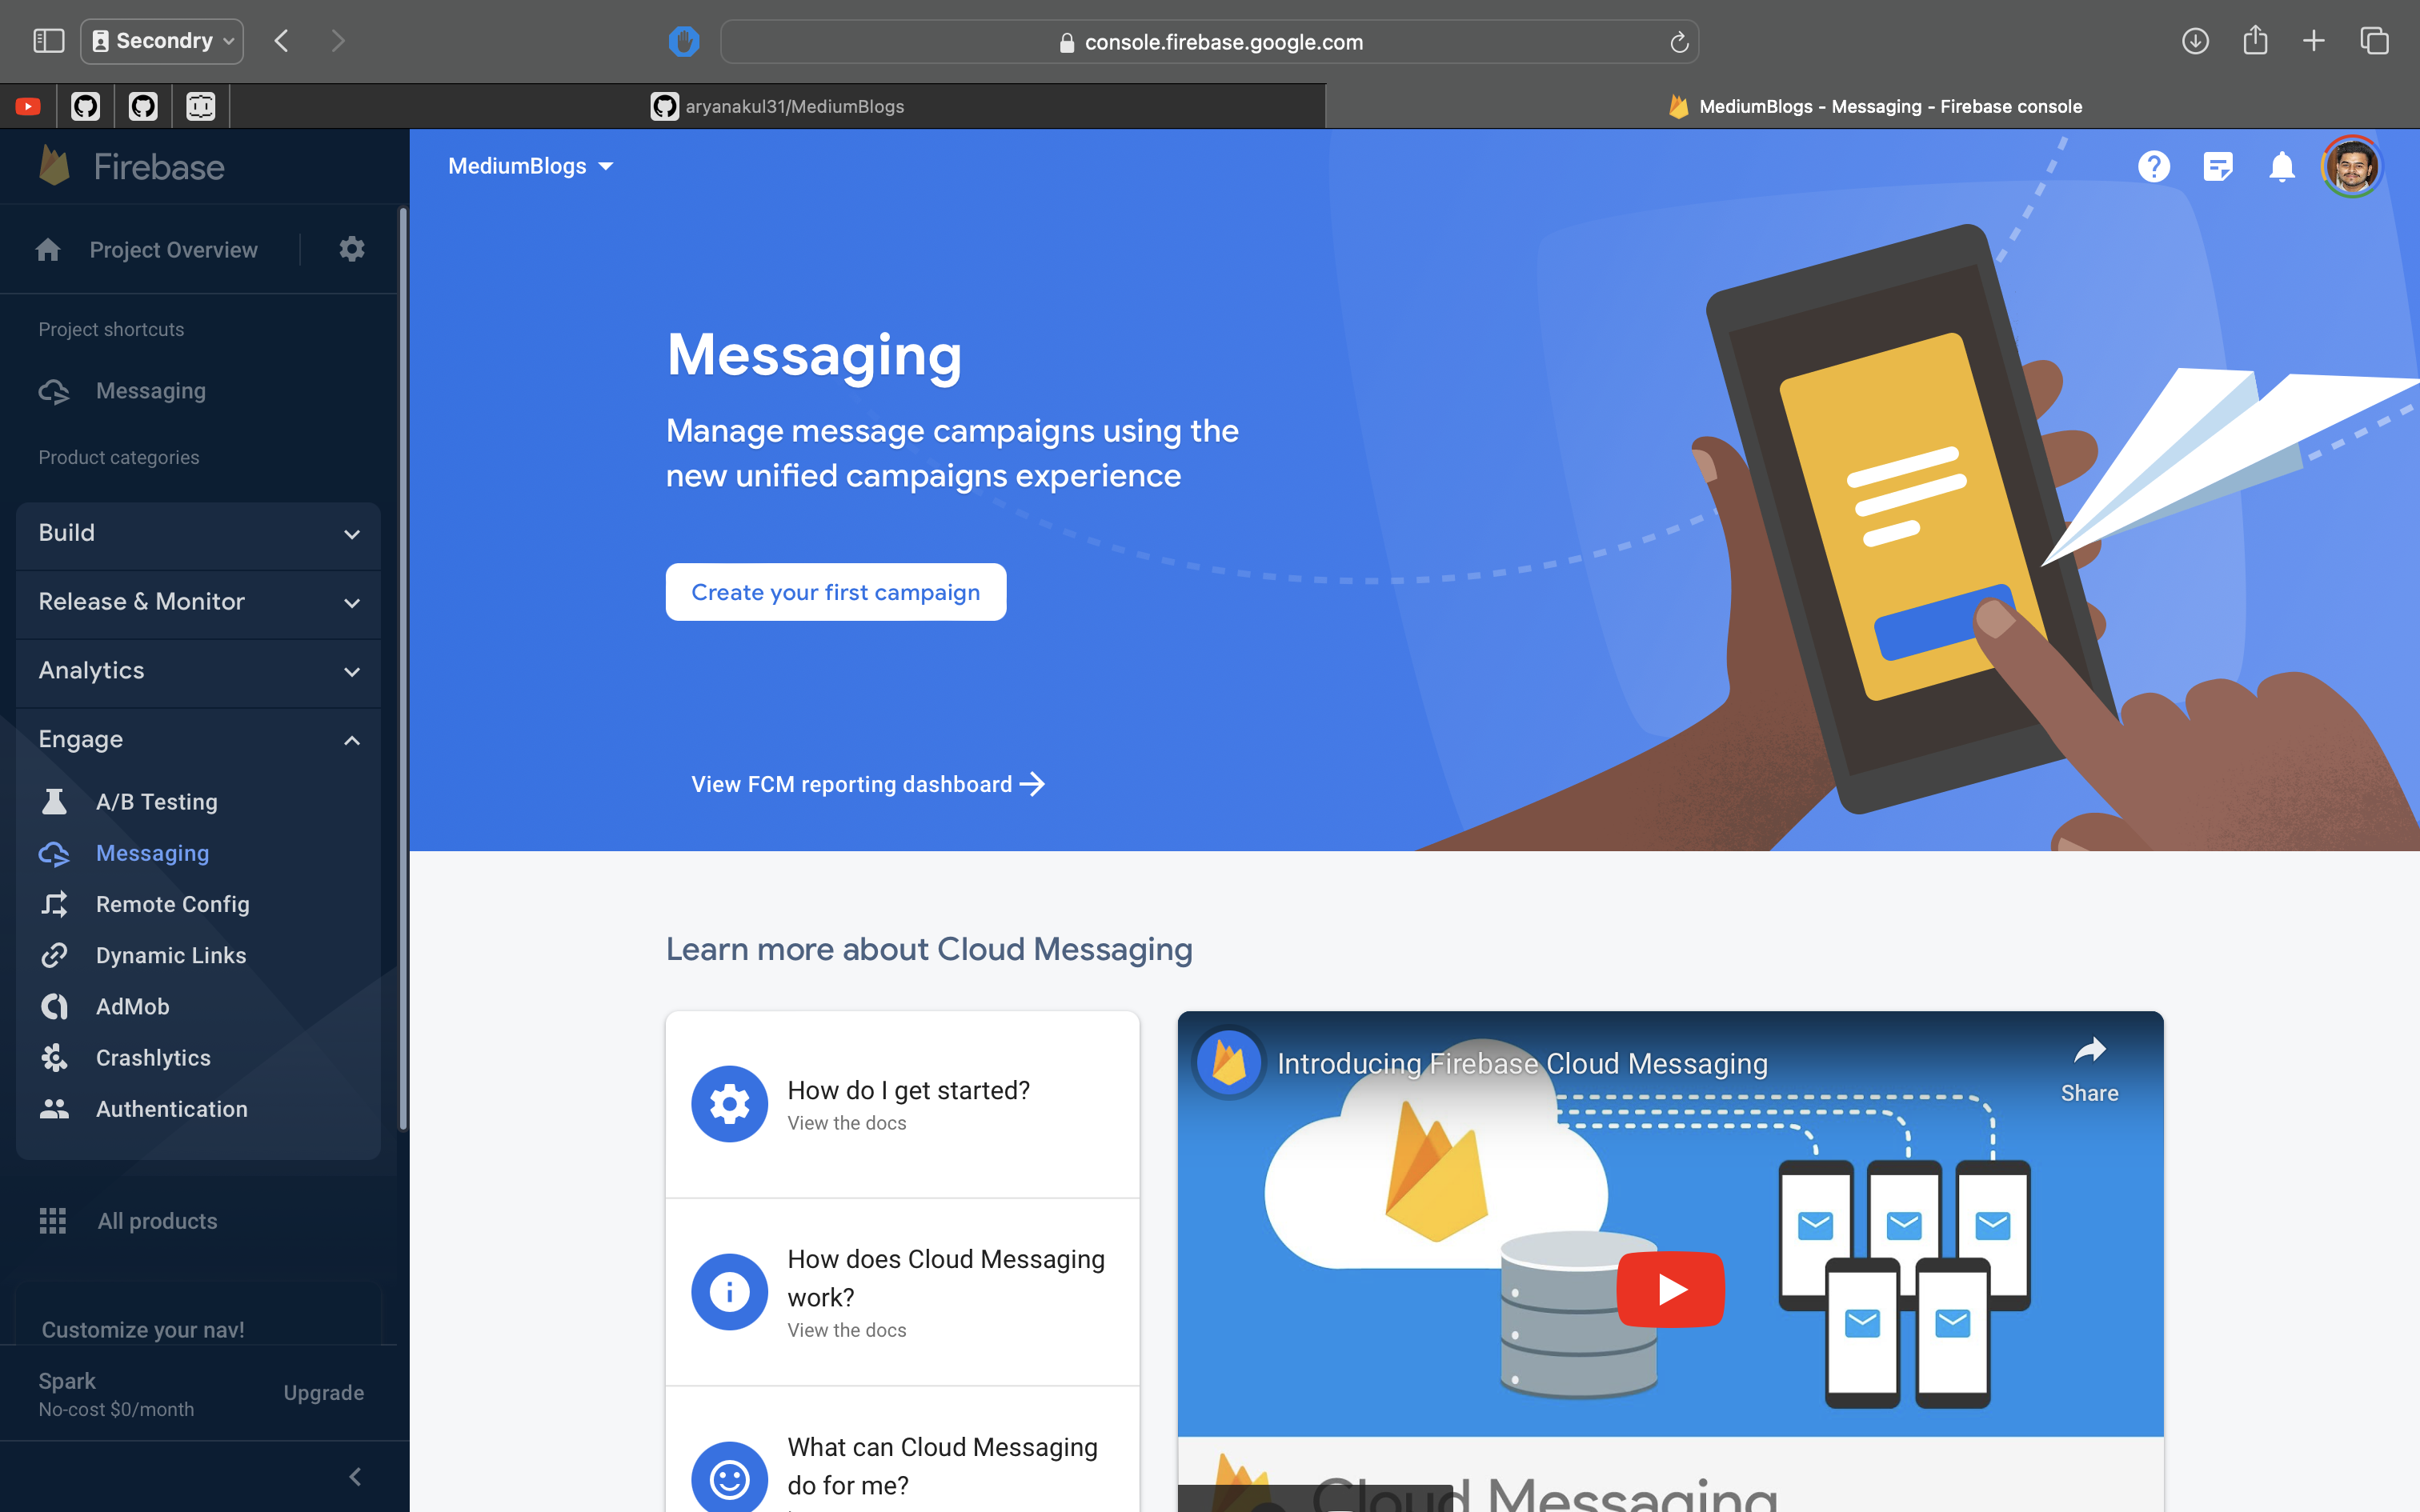 Secondry
console.firebase.google.com
aryanakul31/MediumBlogs
MediumBlogs - Messaging - Firebase console
Firebase
Project Overview
Project shortcuts
Messaging
Product categories
Build
Release & Monitor
Analytics
Engage
A/B Testing
Messaging
Remote Config
Dynamic Links
AdMob
Crashlytics
Authentication
All products
Customize your nav!
Spark
No-cost $0/month
Upgrade
MediumBlogs
Messaging
Manage message campaigns using the
new unified campaigns experience
Create your first campaign
View FCM reporting dashboard
Learn more about Cloud Messaging
How do I get started?
View the docs
How does Cloud Messaging
work?
View the docs
What can Cloud Messaging
do for me?
Introducing Firebase Cloud Messaging
Share
Cloud Messaging